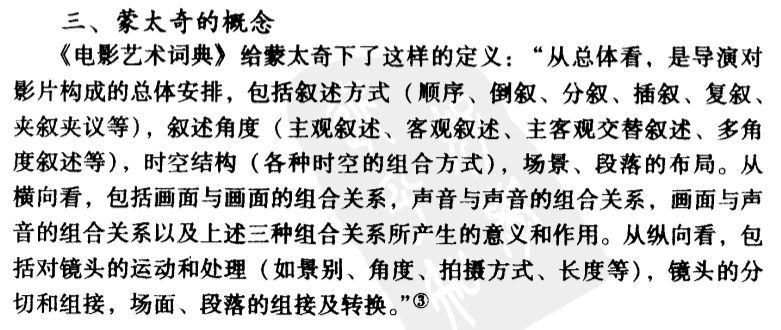 三、蒙太奇的概念
《电影艺术词典》给蒙太奇下了这样的定义：“从总体看，是导演对
影片构成的总体安排，包括叙述方式（顺序、倒叙、分叙、插叙、复叙、
夹叙夹议等），叙述角度（主观叙述、客观叙述、主客观交替叙述、多角
度叙述等），时空结构（各种时空的组合方式），场景、段落的布局。从
横向看，包括画面与画面的组合关系，声音与声音的组合关系，画面与声
音的组合关系以及上述三种组合关系所产生的意义和作用。从纵向看，包
括对镜头的运动和处理（如景别、角度、拍摄方式、长度等），镜头的分
切和组接，场面、段落的组接及转换。”③